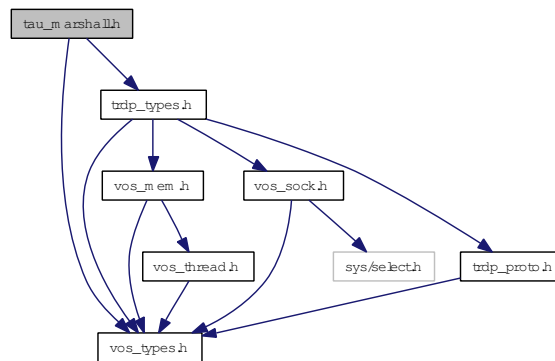 tau_marshall.h
trdp_types.h
vos_mem.h
vos_sock.h
vos_thread.h
sys/select.h
trdp_proto.h
vos_types.h